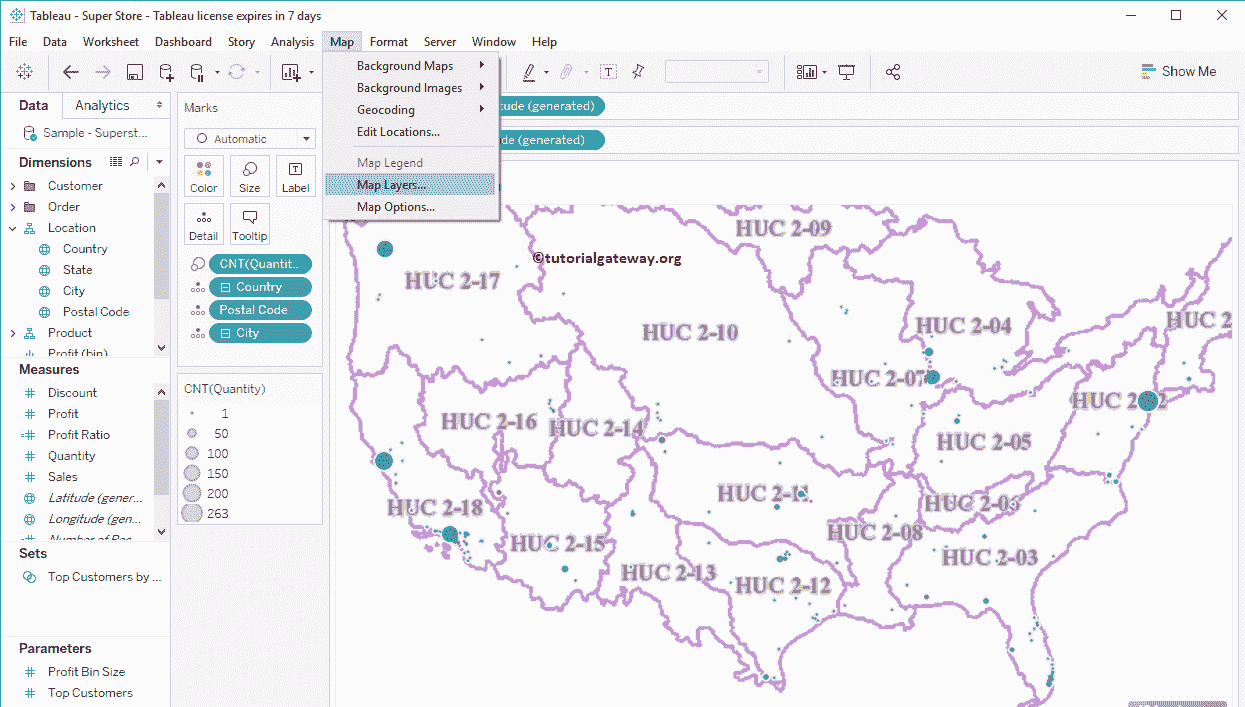 Tableau - Super Store - Tableau license expires in 7 days
File Data Worksheet Dashboard Story Analysis Map Format Server Window Help
Show Me
Background Maps
Background Images
Geocoding
Edit Locations...
Map Legend
Map Layers...
Map Options...
Data Analytics
Sample - Superst...
Dimensions
Customer
Order
Location
Country
State
City
Postal Code
Product
Profit (bin)
Measures
Discount
Profit
Profit Ratio
Quantity
Sales
Latitude (gener...
Longitude (gen...
Number of Rec...
Sets
Top Customers by ...
Parameters
Profit Bin Size
Top Customers
Marks
Automatic
Color Size Label
Detail Tooltip
CNT(Quantit..
Country
Postal Code
City
CNT(Quantity)
1
50
100
150
200
263
tude (generated)
de (generated)
©tutorialgateway.org
HUC 2-09
HUC 2-17
HUC 2-10
HUC 2-04
HUC 2
HUC 2-07
HUC 2 2
HUC 2-16
HUC 2-14
HUC 2-05
HUC 2-11
HUC 2-06
HUC 2-18
HUC 2-08
HUC 2-15
HUC 2-03
HUC 2-13
HUC 2-12